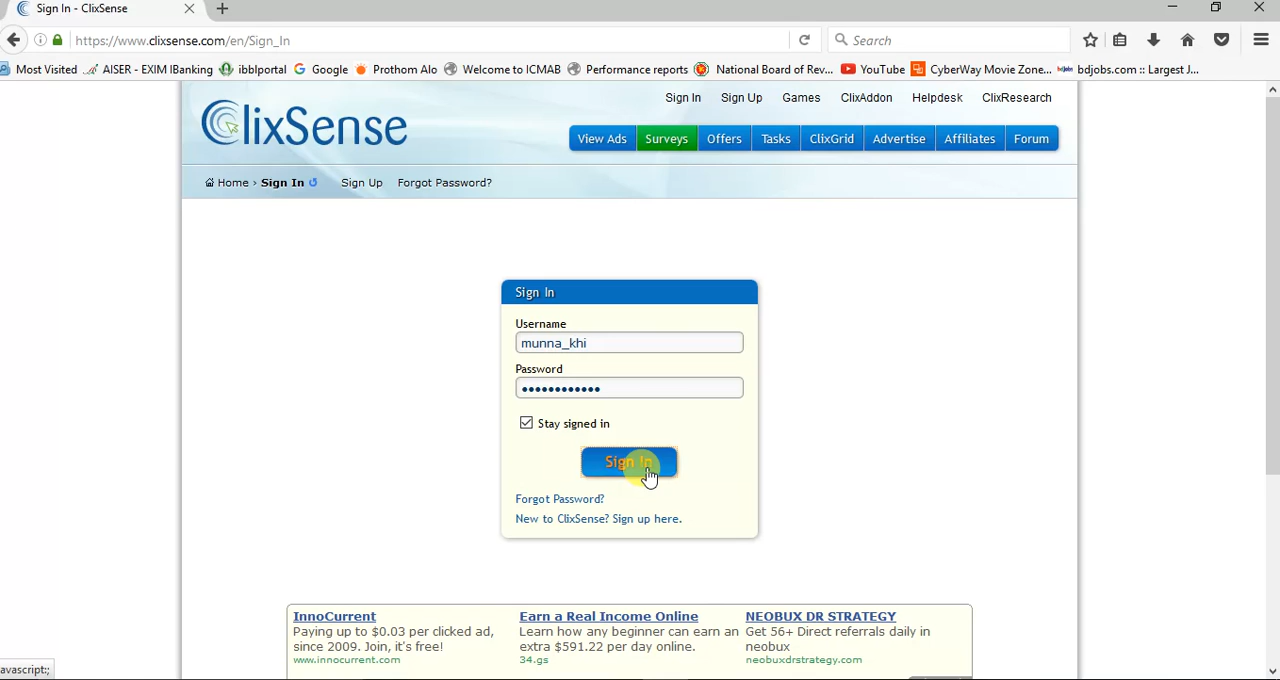 Sign In - ClixSense
https://www.clixsense.com/en/Sign_In
Search
Most Visited AISER - EXIM IBanking ibblportal Google Prothom Alo Welcome to ICMAB Performance reports National Board of Rev... YouTube CyberWay Movie Zone... bdjobs.com :: Largest J...
Sign In Sign Up Games ClixAddon Helpdesk ClixResearch
ClixSense
View Ads Surveys Offers Tasks ClixGrid Advertise Affiliates Forum
Home › Sign In Sign Up Forgot Password?
Sign In
Username
munna_khi
Password
••••••••••••
Stay signed in
Sign In
Forgot Password?
New to ClixSense? Sign up here.
InnoCurrent
Paying up to $0.03 per clicked ad,
since 2009. Join, it's free!
www.innocurrent.com
Earn a Real Income Online
Learn how any beginner can earn an
extra $591.22 per day online.
34.gs
NEOBUX DR STRATEGY
Get 56+ Direct referrals daily in
neobux
neobuxdrstrategy.com
avascript:;